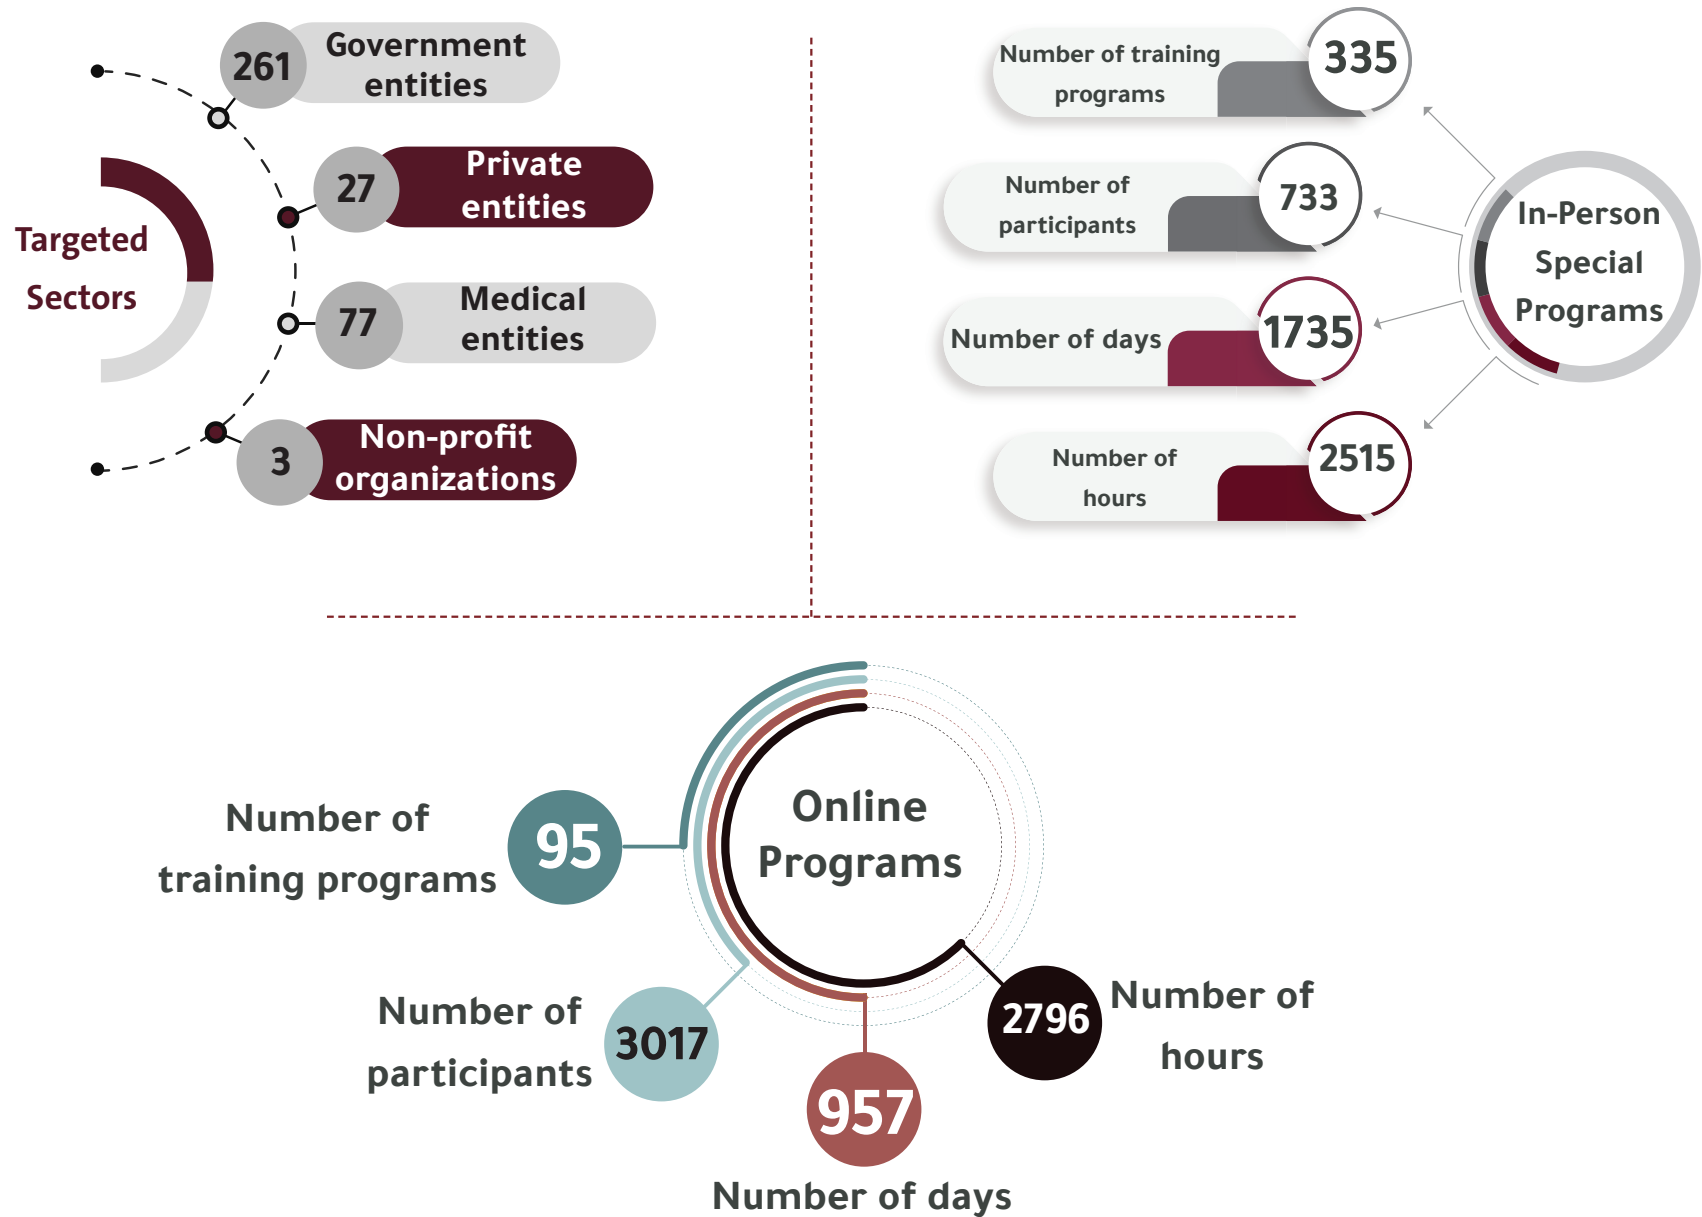 Targeted
Sectors
261
Government
entities
27
Private
entities
77
Medical
entities
3
Non-profit
organizations
In-Person
Special
Programs
Number of training
programs
335
Number of
participants
733
Number of days
1735
Number of
hours
2515
Online
Programs
Number of
training programs
95
Number of
participants
3017
957
Number of days
2796
Number of
hours